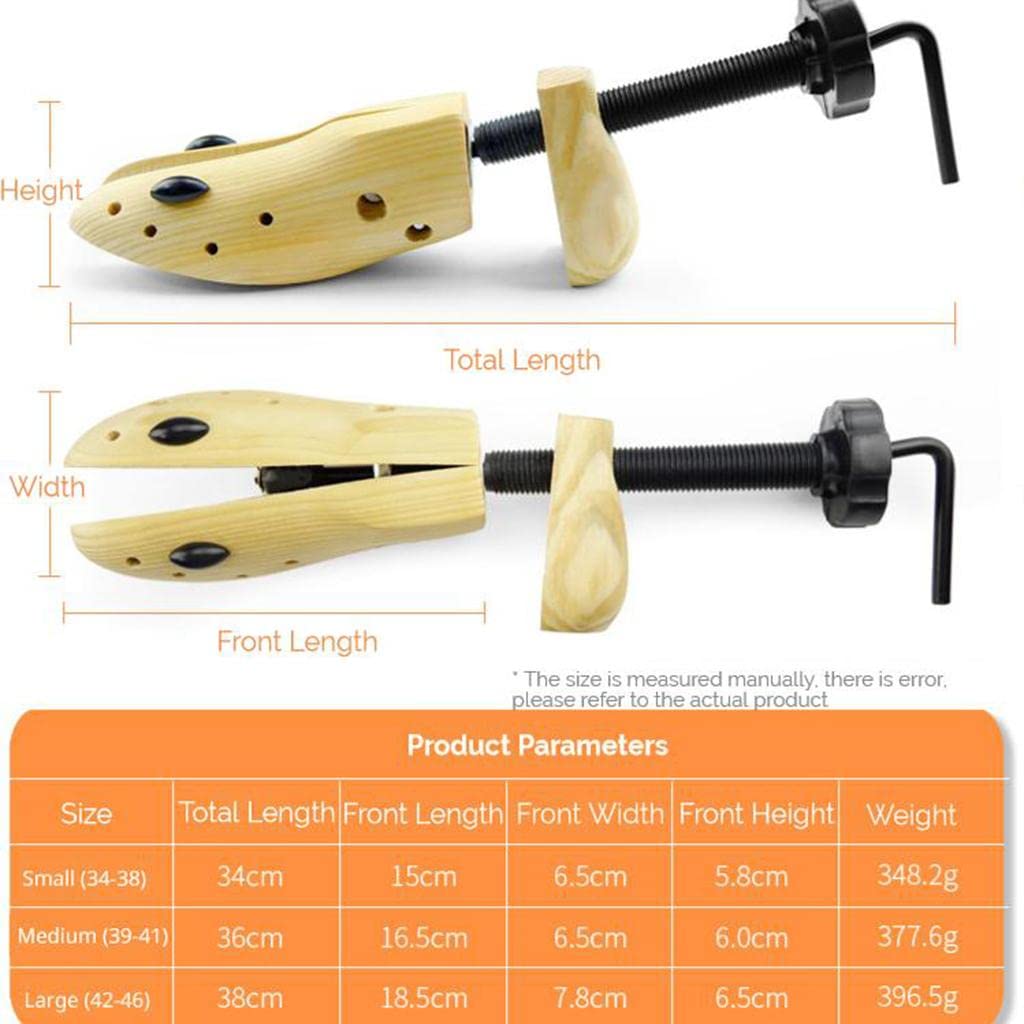 Height
Total Length
Width
Front Length
* The size is measured manually, there is error,
please refer to the actual product
Product Parameters
Size Total Length Front Length Front Width Front Height Weight
Small (34-38) 34cm 15cm 6.5cm 5.8cm 348.2g
Medium (39-41) 36cm 16.5cm 6.5cm 6.0cm 377.6g
Large (42-46) 38cm 18.5cm 7.8cm 6.5cm 396.5g